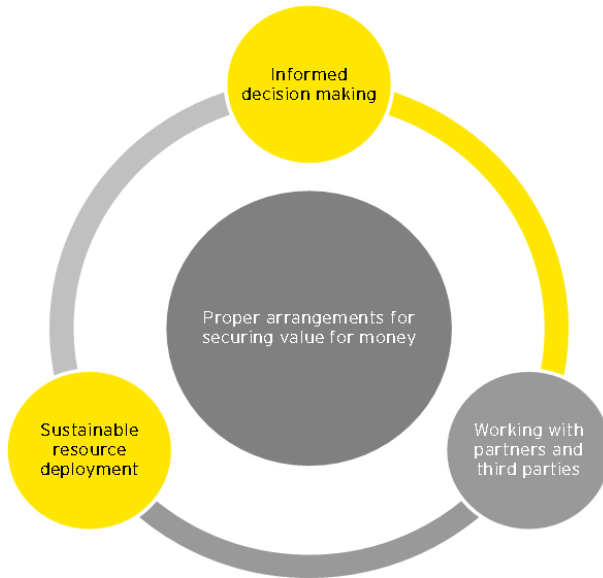 Informed
decision making
Proper arrangements for
securing value for money
Sustainable
resource
deployment
Working with
partners and
third parties